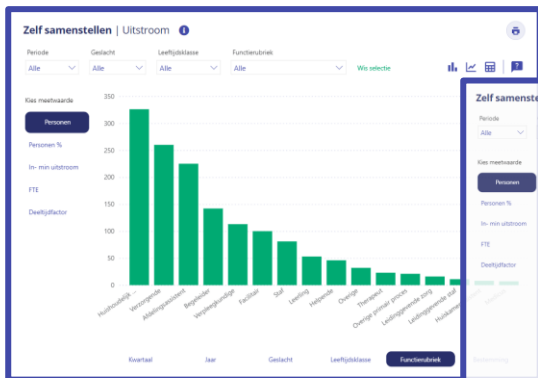 Zelf samenstellen | Uitstroom
Periode Geslacht Leeftijdsklasse Functierubriek
Alle Alle Alle Alle Wis selectie
Kies meetwaarde
Personen
Personen %
In- min uitstroom
FTE
Deeltijdfactor
350
300
250
200
150
100
50
0
Huishoudelijk ...
Verzorgende
Afdelingsassistent
Begeleider
Verpleegkundige
Facilitair
Staf
Leerling
Helpende
Overige
Therapeut
Overige primair proces
Leidinggevende zorg
Leidinggevende staf
Kwartaal Jaar Geslacht Leeftijdsklasse Functierubriek
Zelf samenste
Periode
Alle
Kies meetwaarde
Personen
Personen %
In- min uitstroom
FTE
Deeltijdfactor